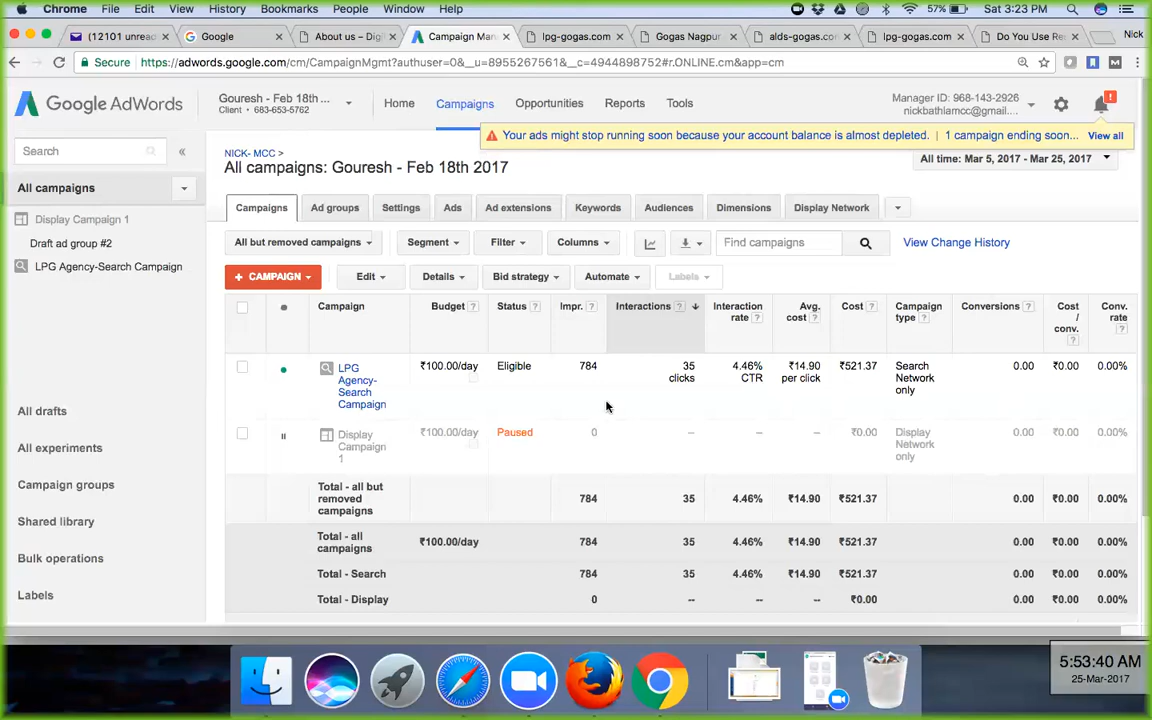 Chrome File Edit View History Bookmarks People Window Help 57% Sat 3:23 PM
(12101 unrea Google About us – Digi Campaign Man lpg-gogas.com Gogas Nagpur alds-gogas.co lpg-gogas.com Do You Use Re Nick
Secure https://adwords.google.com/cm/CampaignMgmt?authuser=0&__u=8955267561&__c=4944898752#r.ONLINE.cm&app=cm
Google AdWords Gouresh - Feb 18th ... Home Campaigns Opportunities Reports Tools Manager ID: 968-143-2926
Client · 683-653-5762 nickbathlamcc@gmail....
Your ads might stop running soon because your account balance is almost depleted. | 1 campaign ending soon... View all
Search
NICK- MCC >
All campaigns: Gouresh - Feb 18th 2017
All time: Mar 5, 2017 - Mar 25, 2017
All campaigns
Display Campaign 1
Draft ad group #2
LPG Agency-Search Campaign
All drafts
All experiments
Campaign groups
Shared library
Bulk operations
Labels
Campaigns Ad groups Settings Ads Ad extensions Keywords Audiences Dimensions Display Network
All but removed campaigns Segment Filter Columns Find campaigns View Change History
+ CAMPAIGN Edit Details Bid strategy Automate Labels
Campaign Budget ? Status ? Impr. ? Interactions ? Interaction rate ? Avg. cost ? Cost ? Campaign type ? Conversions ? Cost / conv. ? Conv. rate ?
LPG Agency-Search Campaign ₹100.00/day Eligible 784 35 clicks 4.46% CTR ₹14.90 per click ₹521.37 Search Network only 0.00 ₹0.00 0.00%
Display Campaign 1 ₹100.00/day Paused 0 -- -- -- ₹0.00 Display Network only 0.00 ₹0.00 0.00%
Total - all but removed campaigns 784 35 4.46% ₹14.90 ₹521.37 0.00 ₹0.00 0.00%
Total - all campaigns ₹100.00/day 784 35 4.46% ₹14.90 ₹521.37 0.00 ₹0.00 0.00%
Total - Search 784 35 4.46% ₹14.90 ₹521.37 0.00 ₹0.00 0.00%
Total - Display 0 -- -- -- ₹0.00 0.00 ₹0.00 0.00%
5:53:40 AM
25-Mar-2017